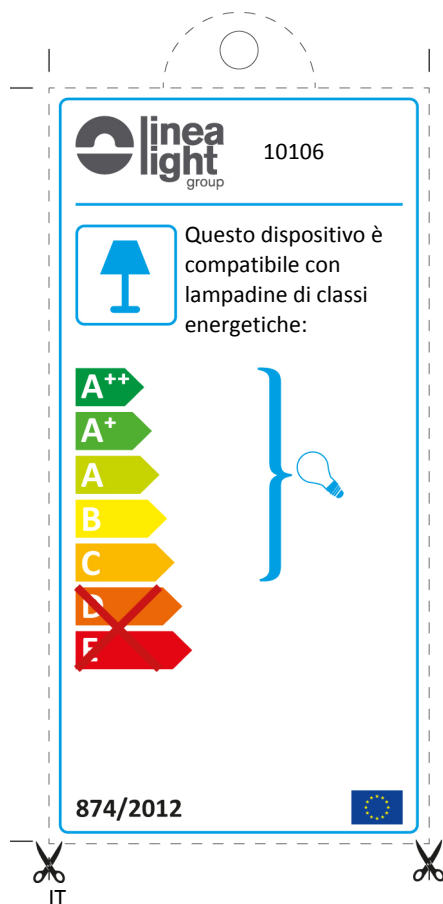 linea
light
group
10106
Questo dispositivo è
compatibile con
lampadine di classi
energetiche:
A++
A+
A
B
C
D
E
874/2012
IT